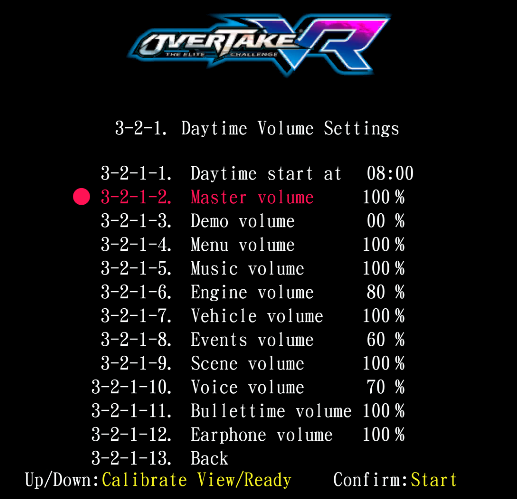 OVERTAKE VR
THE ELITE CHALLENGE
3-2-1. Daytime Volume Settings
3-2-1-1. Daytime start at 08:00
3-2-1-2. Master volume 100 %
3-2-1-3. Demo volume 00 %
3-2-1-4. Menu volume 100 %
3-2-1-5. Music volume 100 %
3-2-1-6. Engine volume 80 %
3-2-1-7. Vehicle volume 100 %
3-2-1-8. Events volume 60 %
3-2-1-9. Scene volume 100 %
3-2-1-10. Voice volume 70 %
3-2-1-11. Bullettime volume 100 %
3-2-1-12. Earphone volume 100 %
3-2-1-13. Back
Up/Down:Calibrate View/Ready Confirm:Start